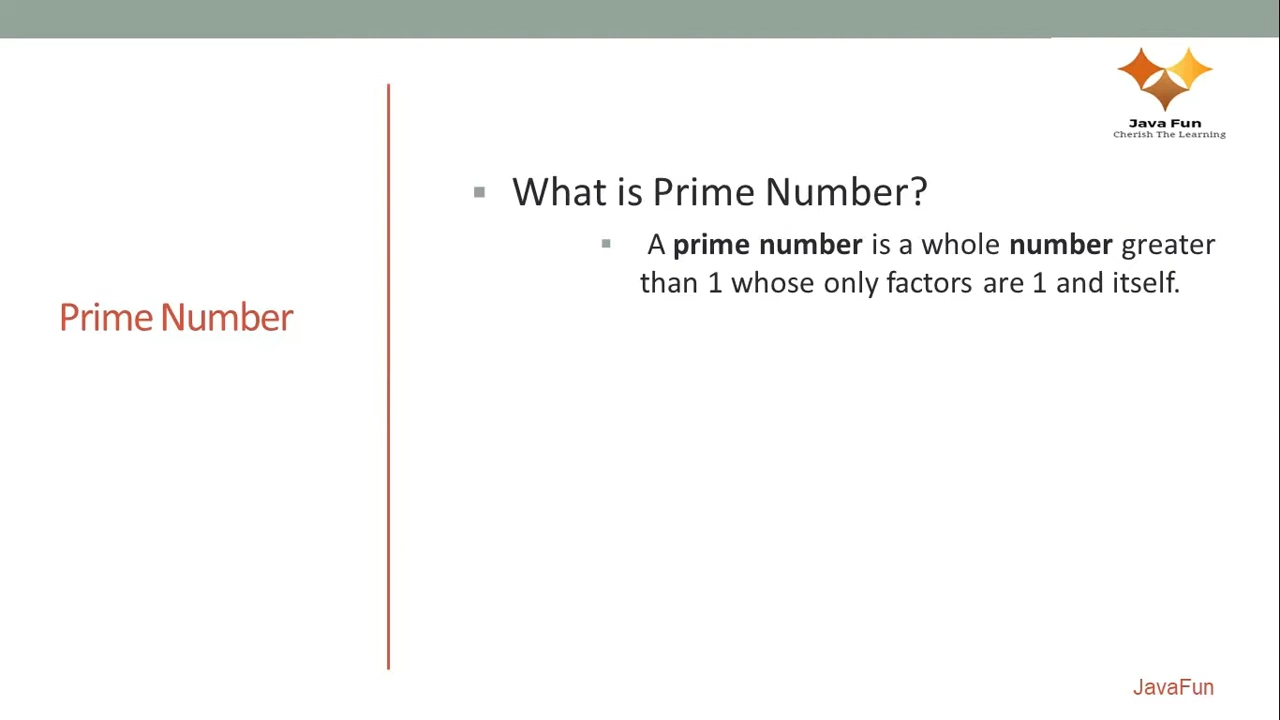 Java Fun
Cherish The Learning
What is Prime Number?
A prime number is a whole number greater
than 1 whose only factors are 1 and itself.
Prime Number
JavaFun